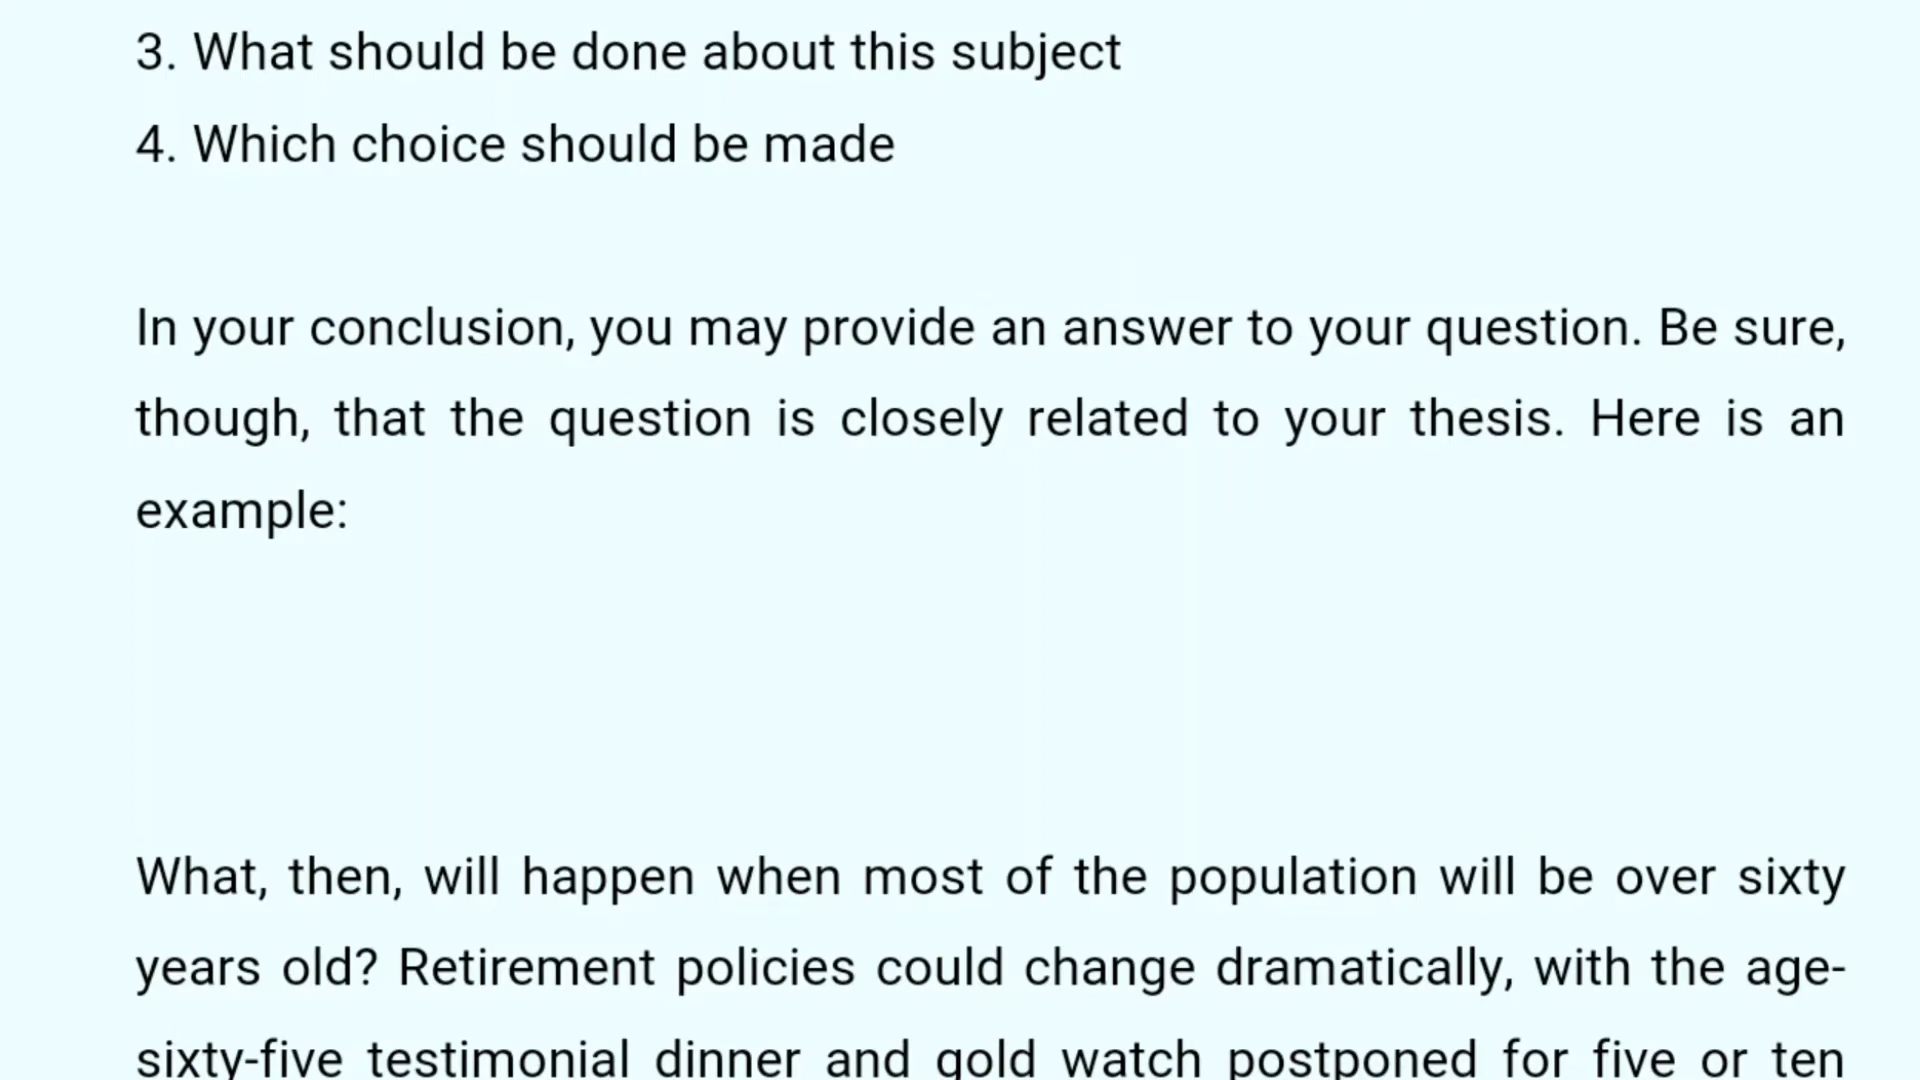 3. What should be done about this subject
4. Which choice should be made
In your conclusion, you may provide an answer to your question. Be sure,
though, that the question is closely related to your thesis. Here is an
example:
What, then, will happen when most of the population will be over sixty
years old? Retirement policies could change dramatically, with the age-
sixty-five testimonial dinner and gold watch postponed for five or ten